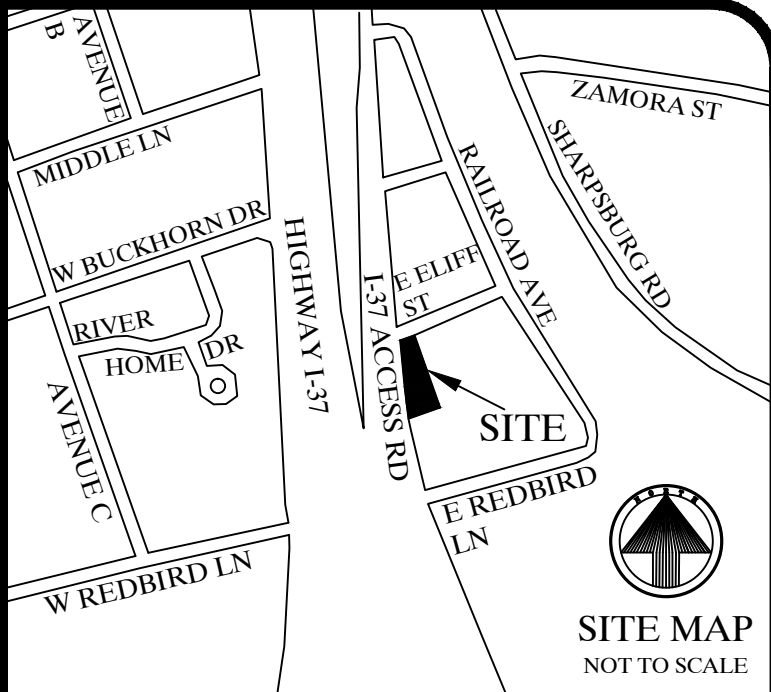 AVENUE
B
MIDDLE LN
W BUCKHORN DR
RIVER
HOME DR
AVENUE C
W REDBIRD LN
HIGHWAY I-37
I-37 ACCESS RD
E ELIFF
ST
RAILROAD AVE
ZAMORA ST
SHARPSBURG RD
SITE
E REDBIRD
LN
NORTH
SITE MAP
NOT TO SCALE